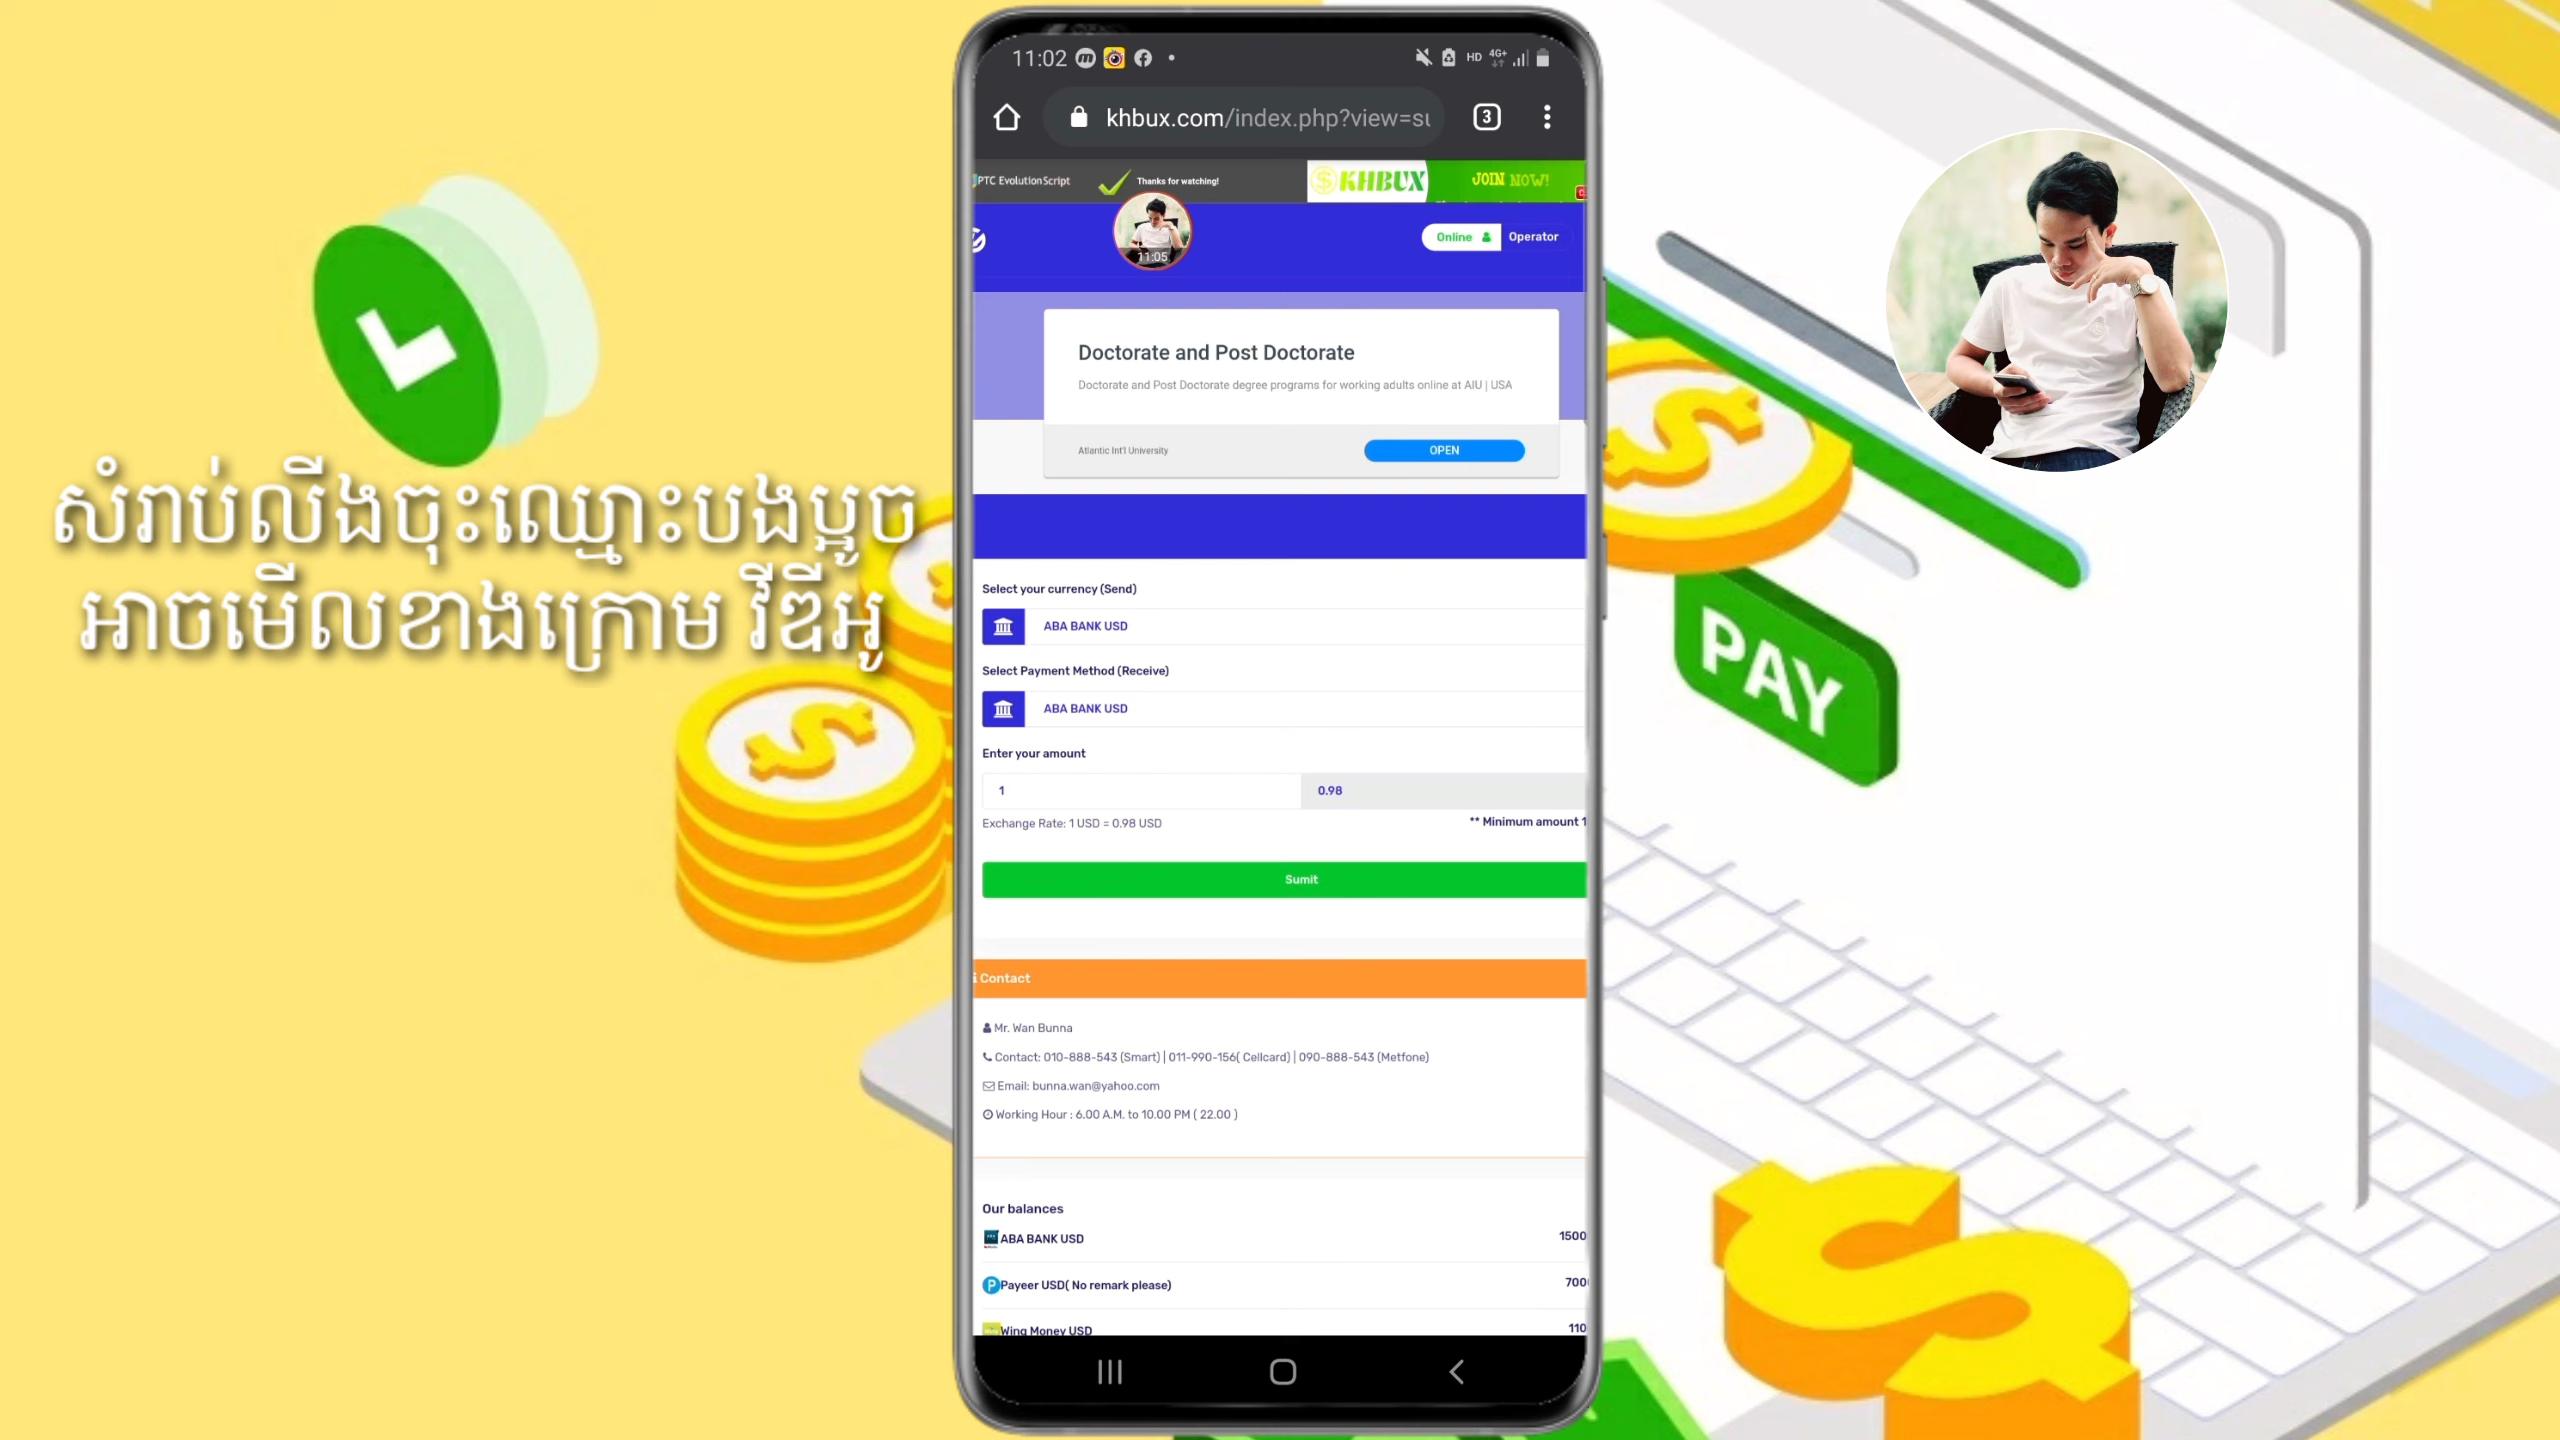 11:02
HD 4G+
khbux.com/index.php?view=su
3
PTC EvolutionScript
Thanks for watching!
$ KHBUX
JOIN NOW!
11:05
Online Operator
Doctorate and Post Doctorate
Doctorate and Post Doctorate degree programs for working adults online at AIU | USA
Atlantic Int'l University
OPEN
សំរាប់លីងចុះឈ្មោះបងប្អូច
អាចមើលខាងក្រោម វីឌីអូ
Select your currency (Send)
ABA BANK USD
Select Payment Method (Receive)
ABA BANK USD
Enter your amount
1 0.98
Exchange Rate: 1 USD = 0.98 USD
** Minimum amount 1
Sumit
Contact
Mr. Wan Bunna
Contact: 010-888-543 (Smart) | 011-990-156( Cellcard) | 090-888-543 (Metfone)
Email: bunna.wan@yahoo.com
Working Hour : 6.00 A.M. to 10.00 PM ( 22.00 )
Our balances
ABA BANK USD 1500
Payeer USD( No remark please) 700
Wing Money USD 110
PAY